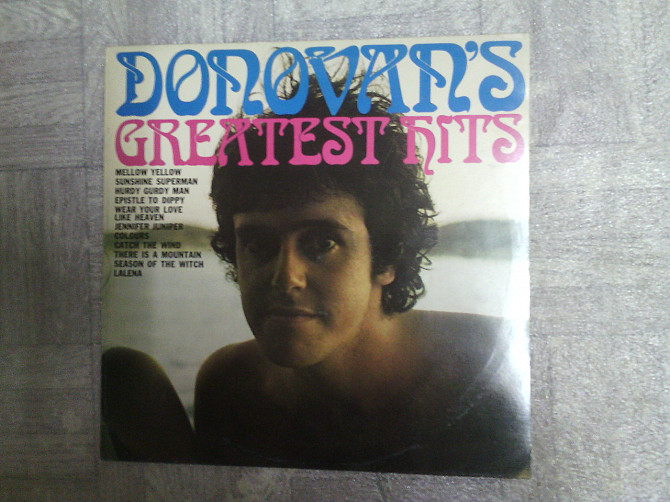 DONOVAN'S
GREATEST HITS
MELLOW YELLOW
SUNSHINE SUPERMAN
HURDY GURDY MAN
EPISTLE TO DIPPY
WEAR YOUR LOVE
LIKE HEAVEN
JENNIFER JUNIPER
COLOURS
CATCH THE WIND
THERE IS A MOUNTAIN
SEASON OF THE WITCH
LALENA